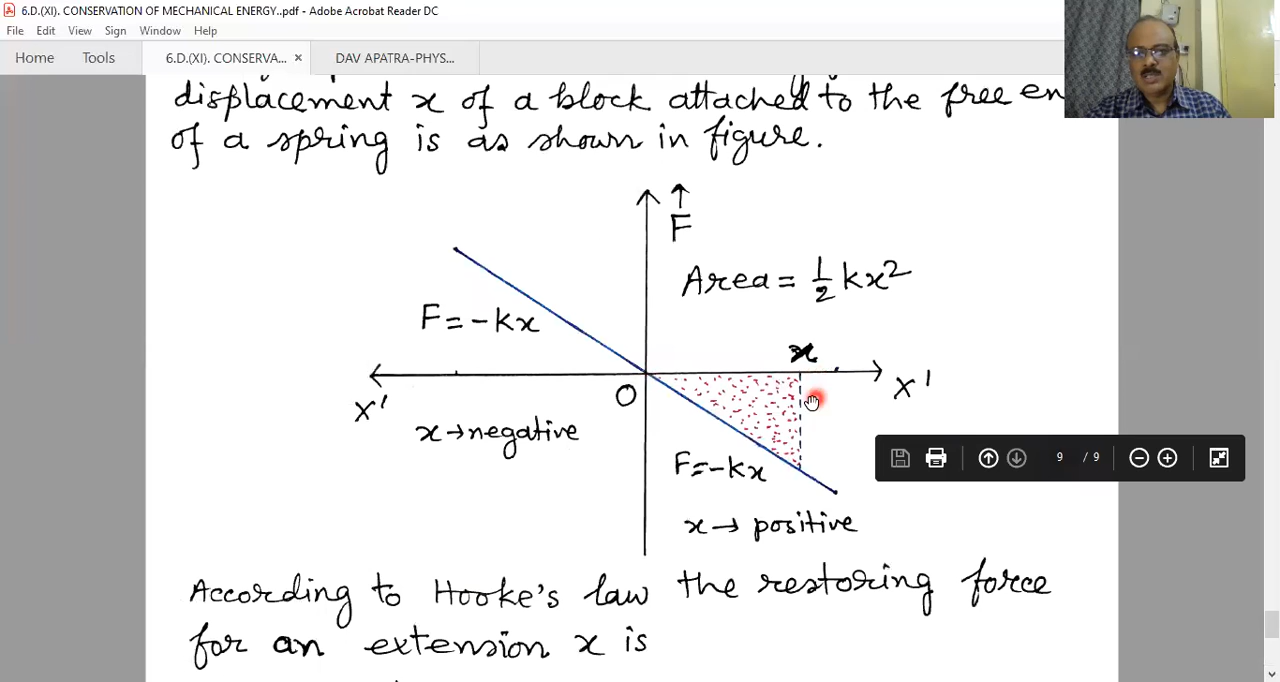 6.D.(XI). CONSERVATION OF MECHANICAL ENERGY..pdf - Adobe Acrobat Reader DC
File Edit View Sign Window Help
Home Tools 6.D.(XI). CONSERVA... × DAV APATRA-PHYS...
displacement x of a block attached to the free en
of a spring is as shown in figure.
F
Area = 1/2 kx²
F = -kx
x
O
X' X'
x → negative
F = -kx
9 / 9
x → positive
According to Hooke's law the restoring force
for an extension x is